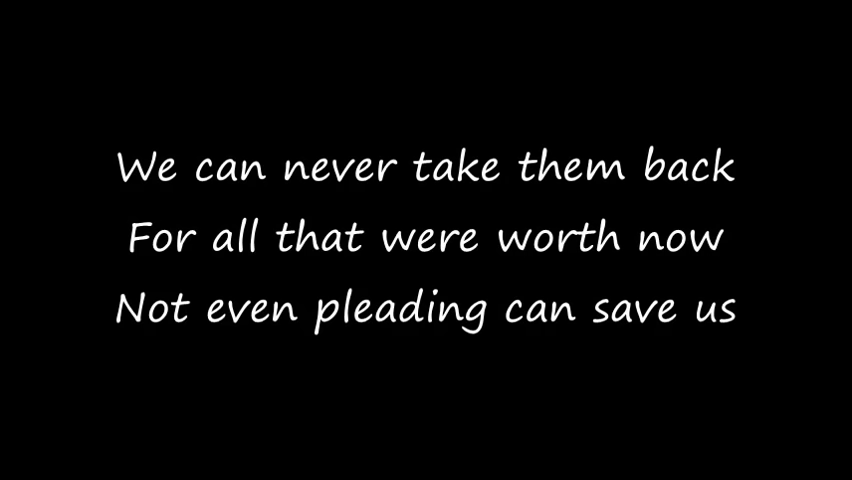 We can never take them back
For all that were worth now
Not even pleading can save us